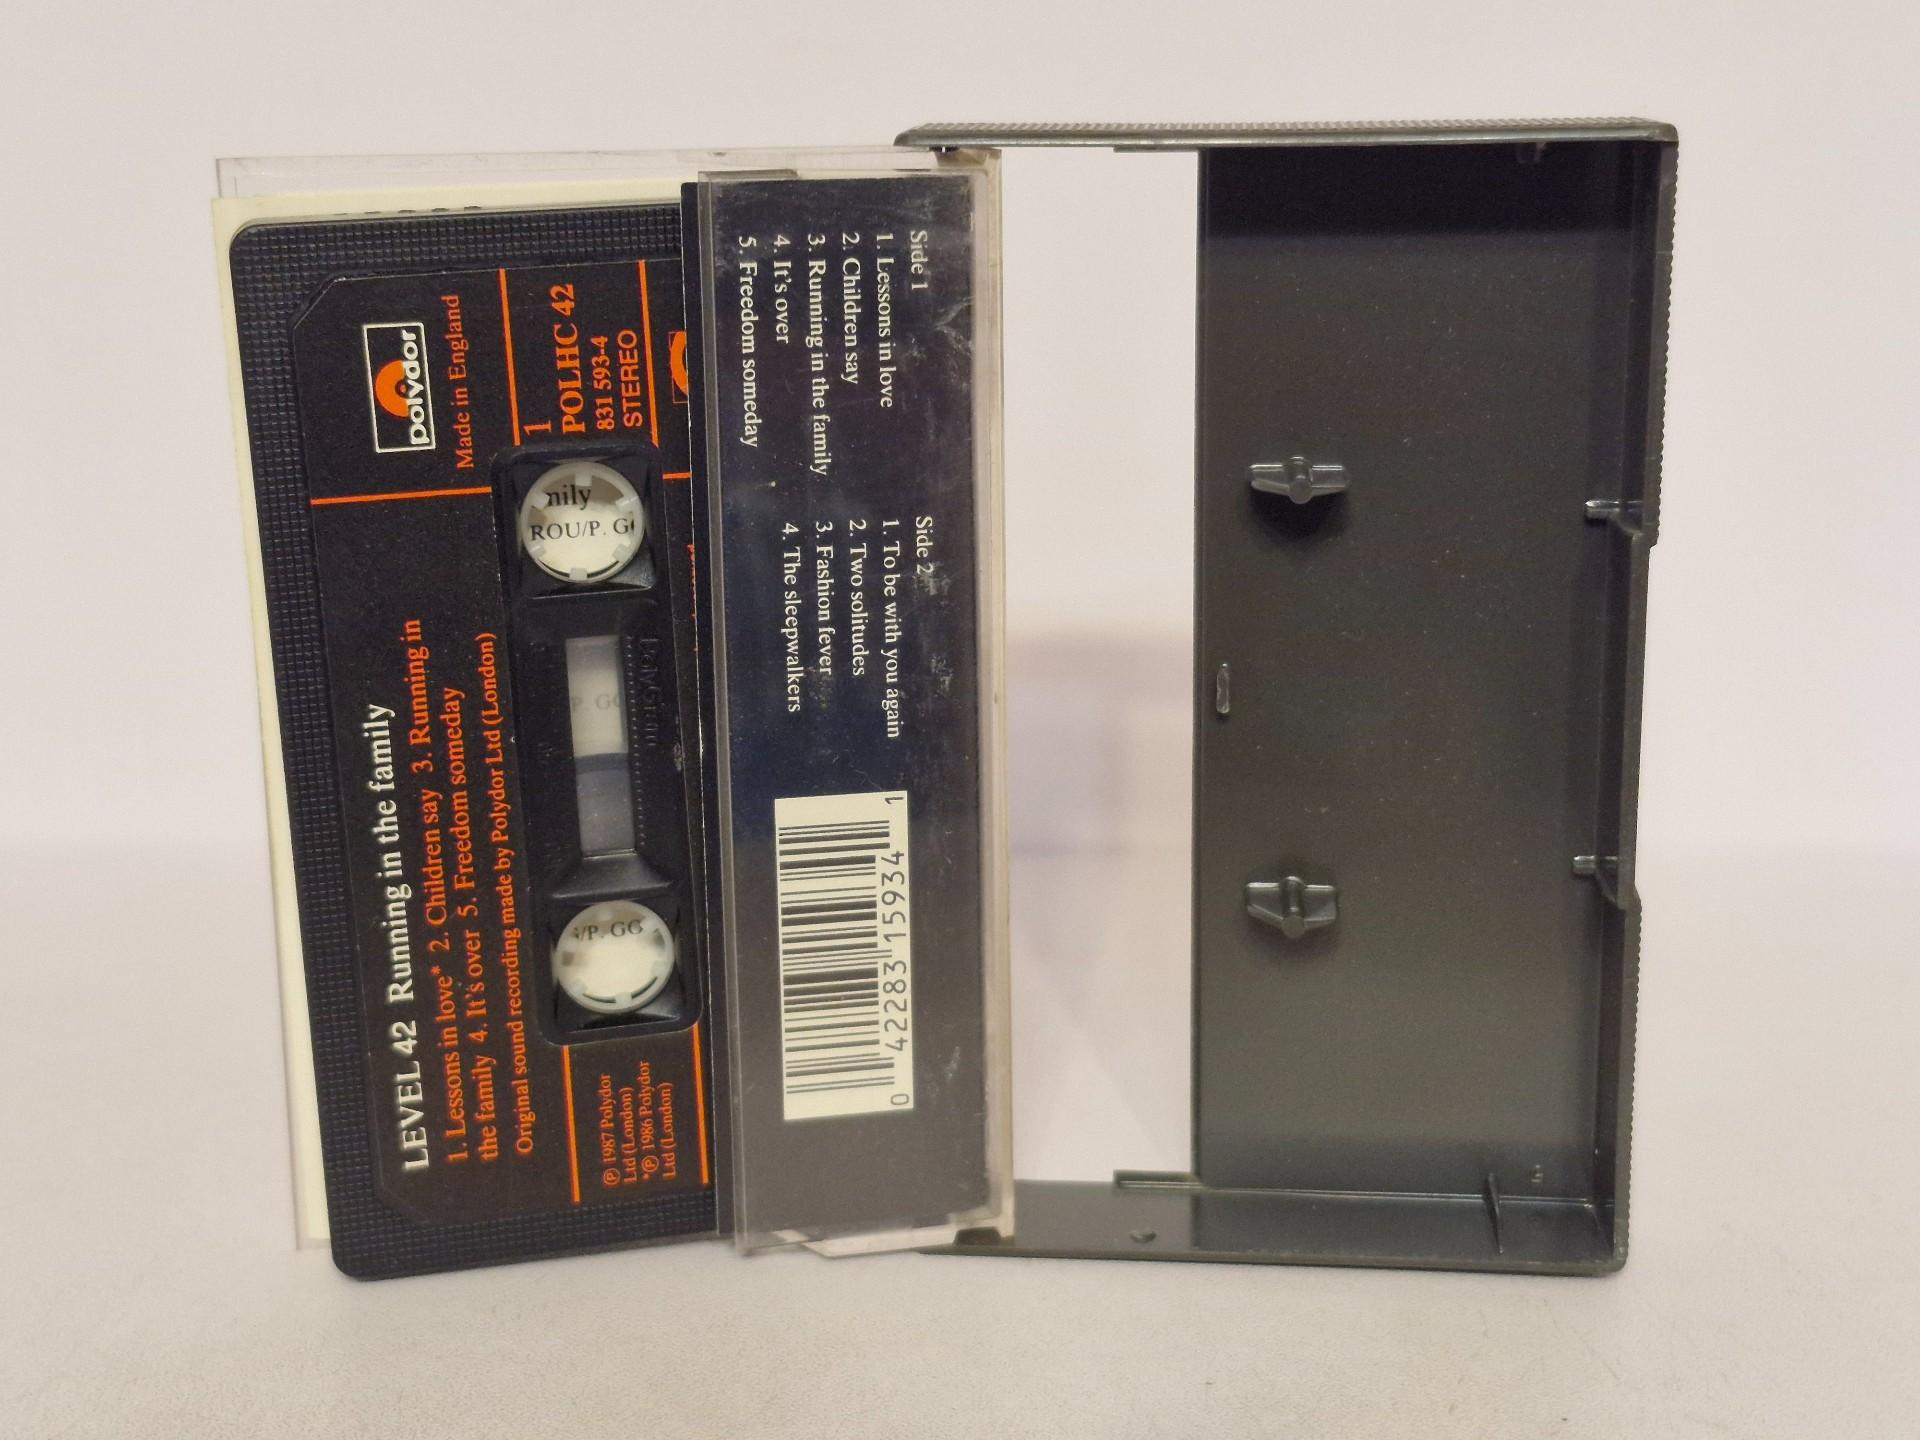 polydor
Made in England
1
POLHC 42
831 593-4
STEREO
LEVEL 42 Running in the family
1. Lessons in love* 2. Children say 3. Running in
the family 4. It's over 5. Freedom someday
Original sound recording made by Polydor Ltd (London)
℗ 1987 Polydor
Ltd (London)
*℗ 1986 Polydor
Ltd (London)
ROU/P. G
P. GO
/P. GO
PolyGram
Side 1
1. Lessons in love
2. Children say
3. Running in the family
4. It's over
5. Freedom someday
Side 2
1. To be with you again
2. Two solitudes
3. Fashion fever
4. The sleepwalkers
0 42283 15934 1